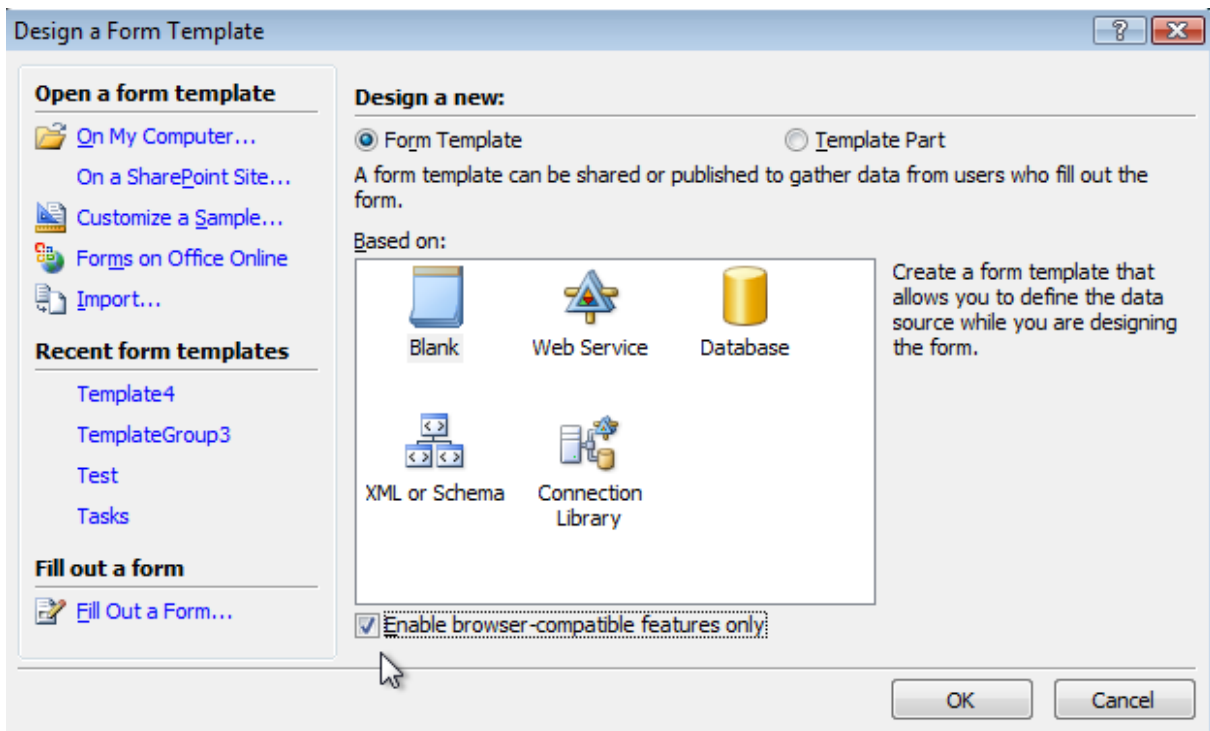 Design a Form Template
Open a form template
On My Computer...
On a SharePoint Site...
Customize a Sample...
Forms on Office Online
Import...
Recent form templates
Template4
TemplateGroup3
Test
Tasks
Fill out a form
Fill Out a Form...
Design a new:
Form Template
Template Part
A form template can be shared or published to gather data from users who fill out the
form.
Based on:
Blank
Web Service
Database
XML or Schema
Connection
Library
Create a form template that
allows you to define the data
source while you are designing
the form.
Enable browser-compatible features only
OK
Cancel